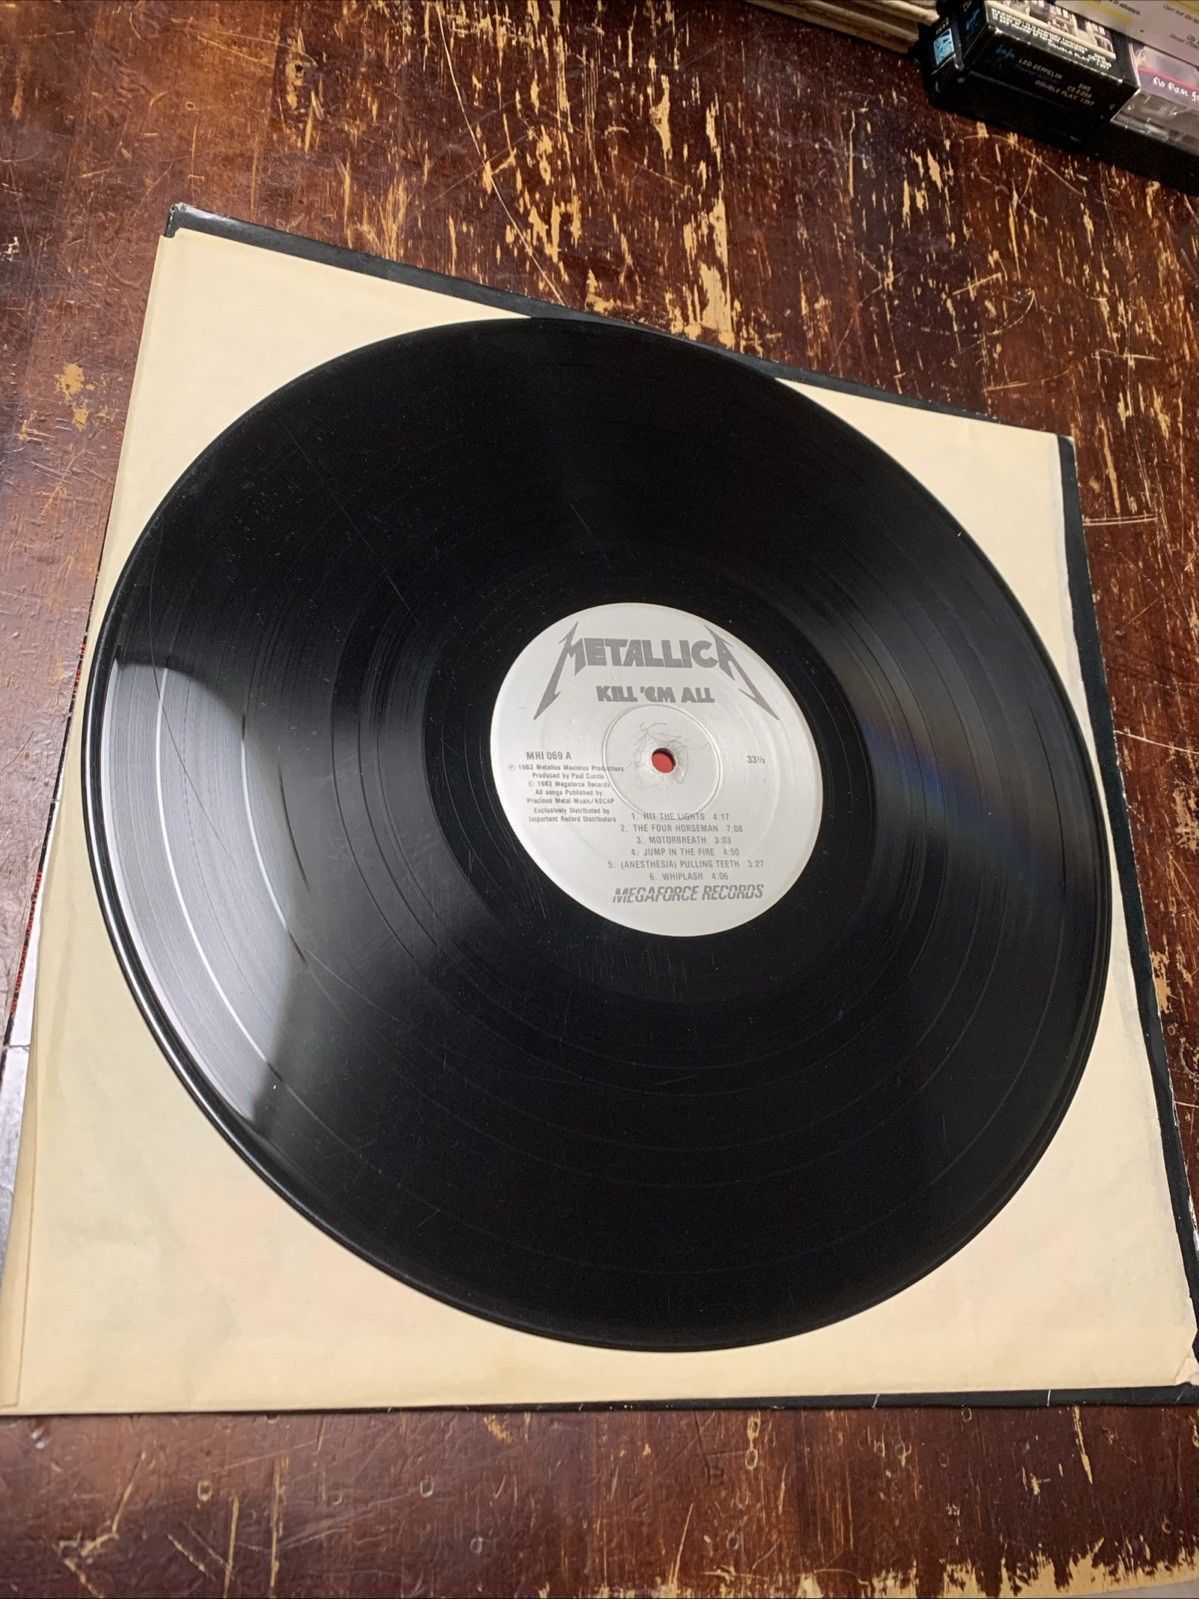 LED ZEPPELIN
DOUBLE PLAY 1397
METALLICA
KILL 'EM ALL
MRI 069 A
33⅓
Ⓟ 1983 Metallus Maximus Productions
Produced by Paul Curcio
© 1983 Megaforce Records
All songs Published by:
Precious Metal Music/ASCAP
Exclusively Distributed by
Important Record Distributors
1. HIT THE LIGHTS 4:17
2. THE FOUR HORSEMAN 7:08
3. MOTORBREATH 3:03
4. JUMP IN THE FIRE 4:50
5. (ANESTHESIA) PULLING TEETH 3:27
6. WHIPLASH 4:06
MEGAFORCE RECORDS